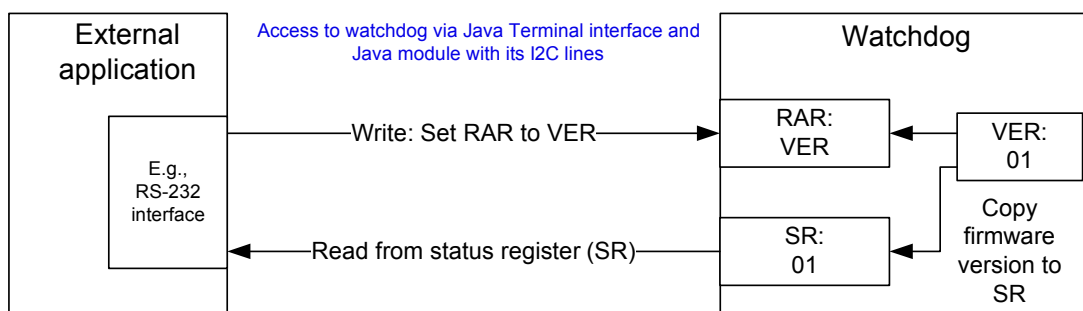 External
application
Access to watchdog via Java Terminal interface and
Java module with its I2C lines
Watchdog
E.g.,
RS-232
interface
Write: Set RAR to VER
RAR:
VER
VER:
01
Read from status register (SR)
SR:
01
Copy
firmware
version to
SR